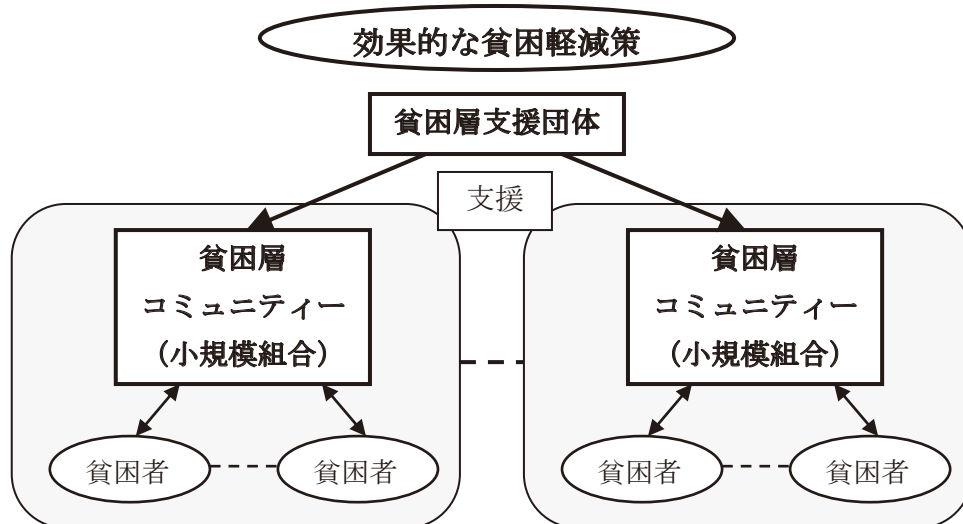 効果的な貧困軽減策
貧困層支援団体
支援
貧困層
コミュニティー
（小規模組合）
貧困層
コミュニティー
（小規模組合）
貧困者
貧困者
貧困者
貧困者